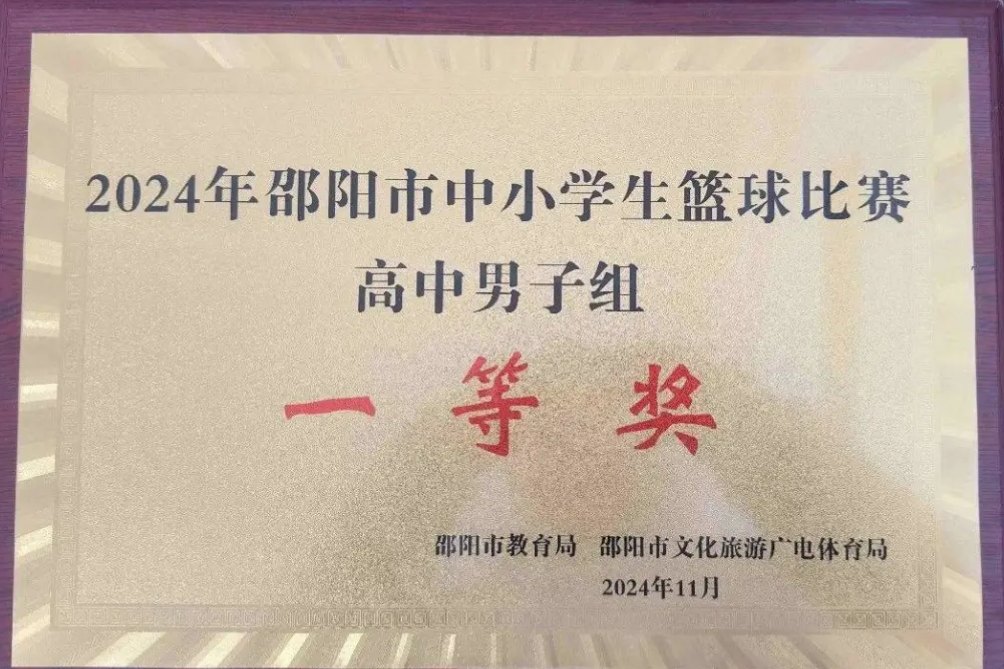 2024年邵阳市中小学生篮球比赛
高中男子组
一等奖
邵阳市教育局 邵阳市文化旅游广电体育局
2024年11月